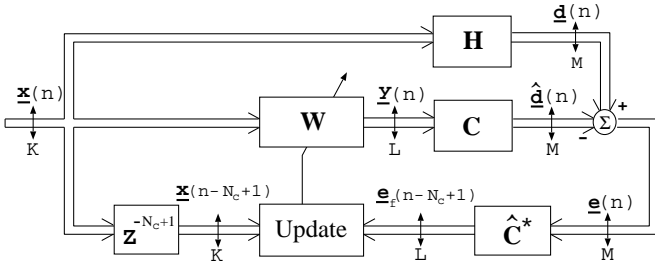 d(n)
H
M
x(n)
K
W
y(n)
L
C
d̂(n)
M
+
Σ
-
z^{-N_c+1}
x(n-N_c+1)
K
Update
e_f(n-N_c+1)
L
Ĉ*
e(n)
M